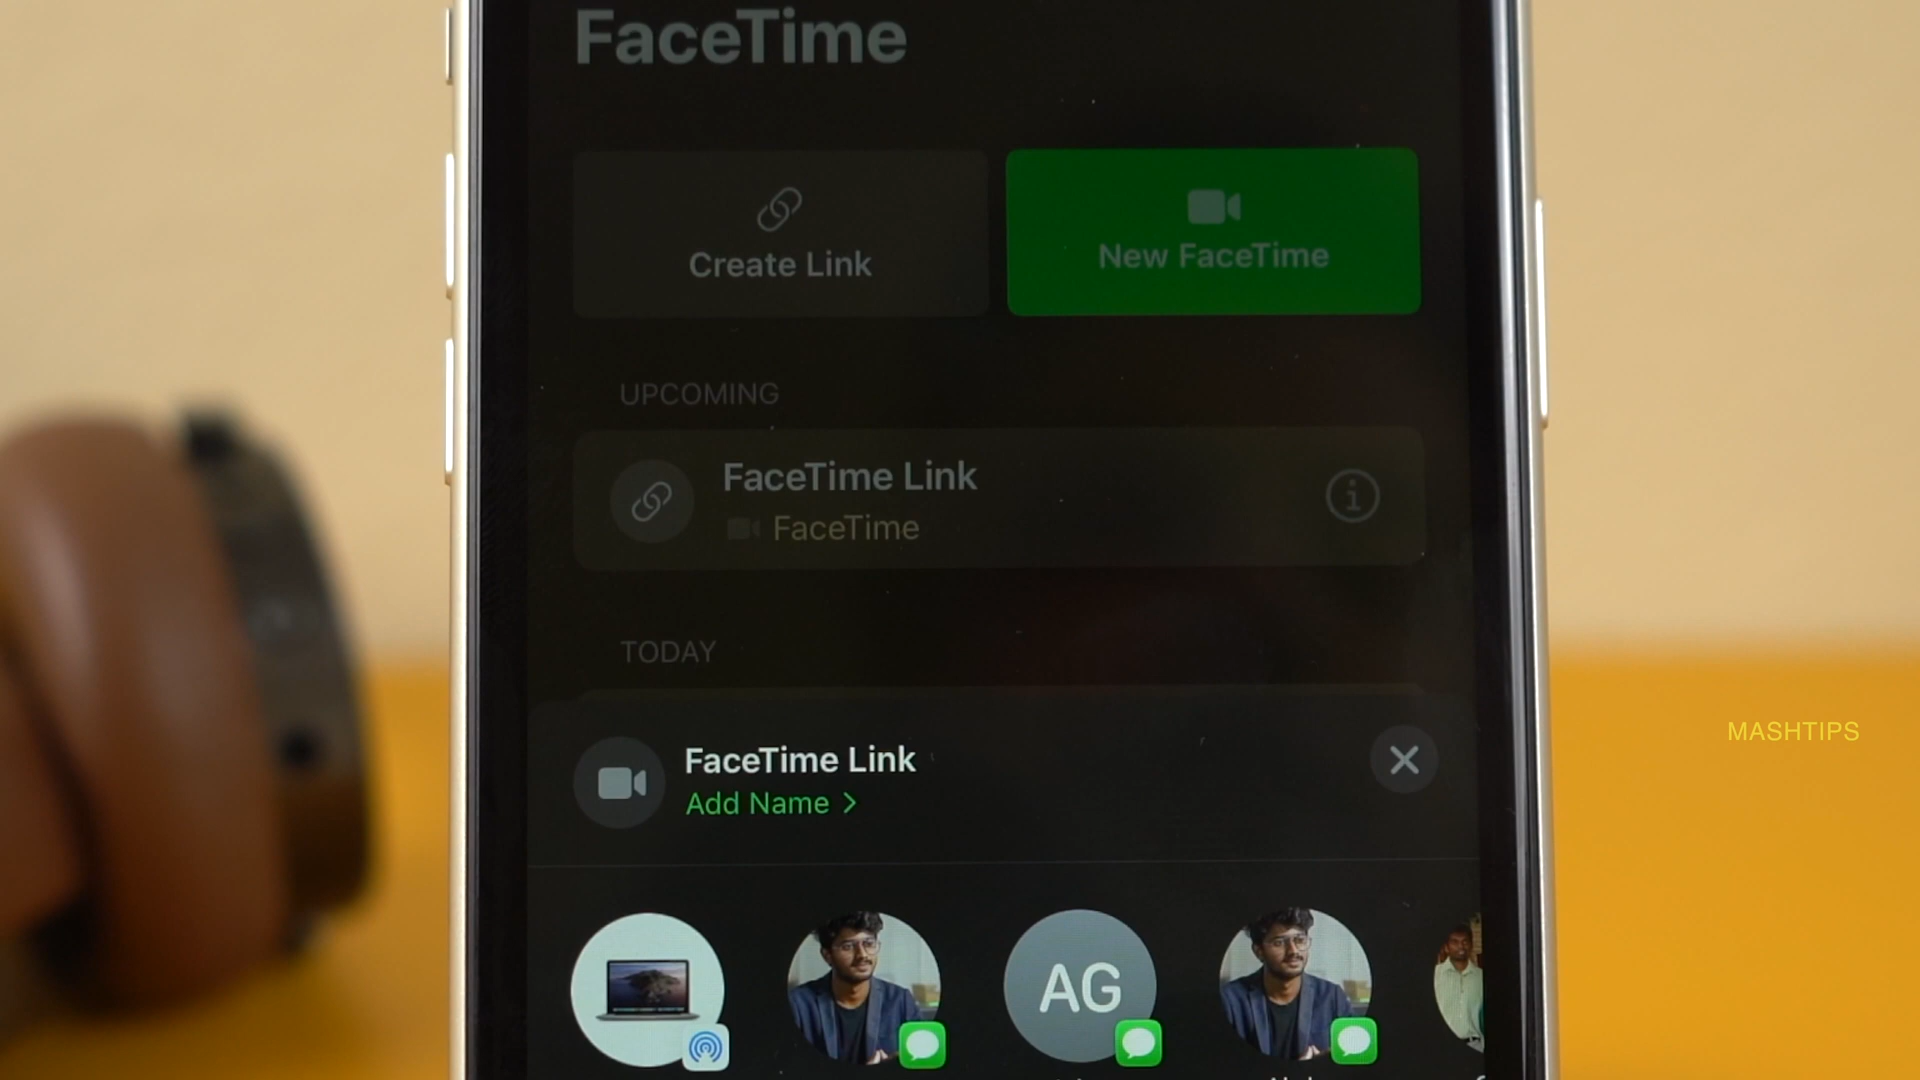 FaceTime
Create Link
New FaceTime
UPCOMING
FaceTime Link
FaceTime
TODAY
FaceTime Link
Add Name >
AG
MASHTIPS